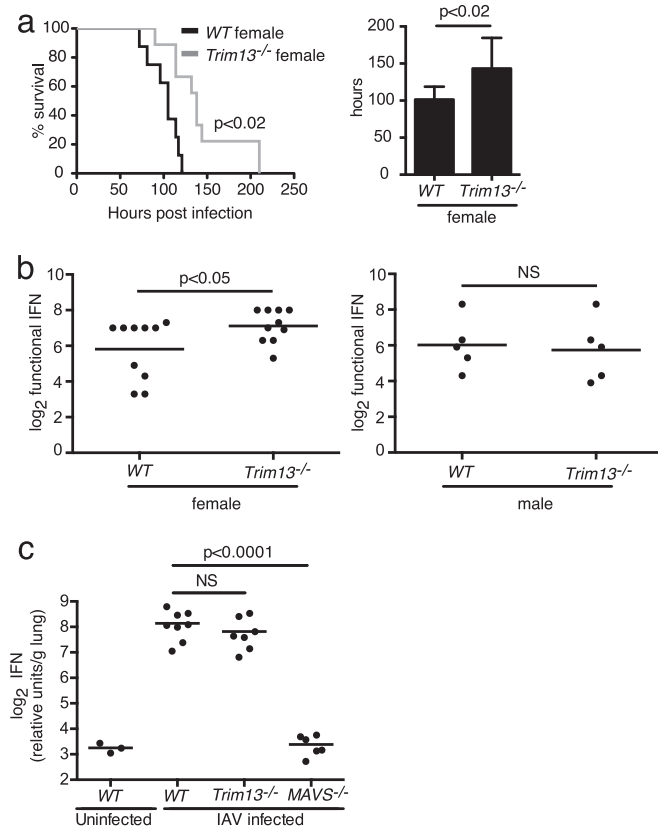 a
% survival
100
80
60
40
20
0
0 50 100 150 200 250
Hours post infection
WT female
Trim13-/- female
p<0.02
hours
200
150
100
50
0
p<0.02
WT Trim13-/-
female
b
log2 functional IFN
10
8
6
4
2
0
p<0.05
WT Trim13-/-
female
log2 functional IFN
10
8
6
4
2
0
NS
WT Trim13-/-
male
c
log2 IFN
(relative units/g lung)
9
8
7
6
5
4
3
2
p<0.0001
NS
WT WT Trim13-/- MAVS-/-
Uninfected IAV infected